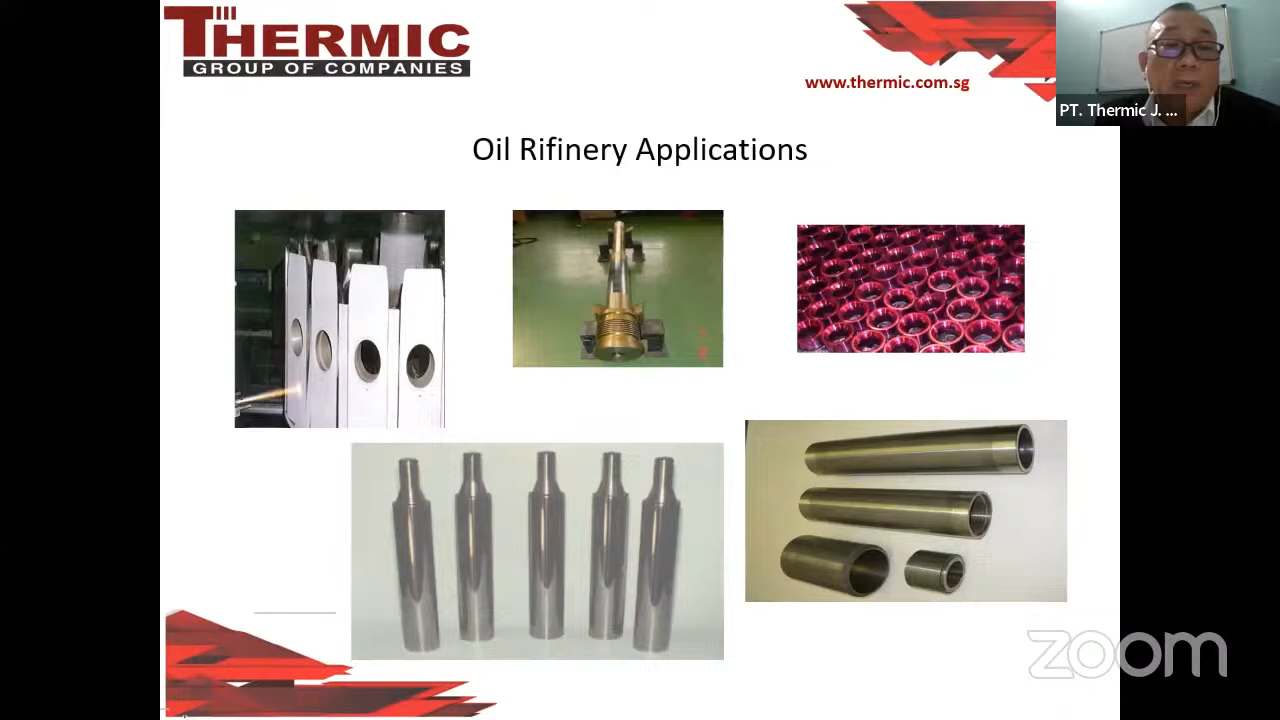 THERMIC
GROUP OF COMPANIES
www.thermic.com.sg
PT. Thermic J. ...
Oil Rifinery Applications
zoom